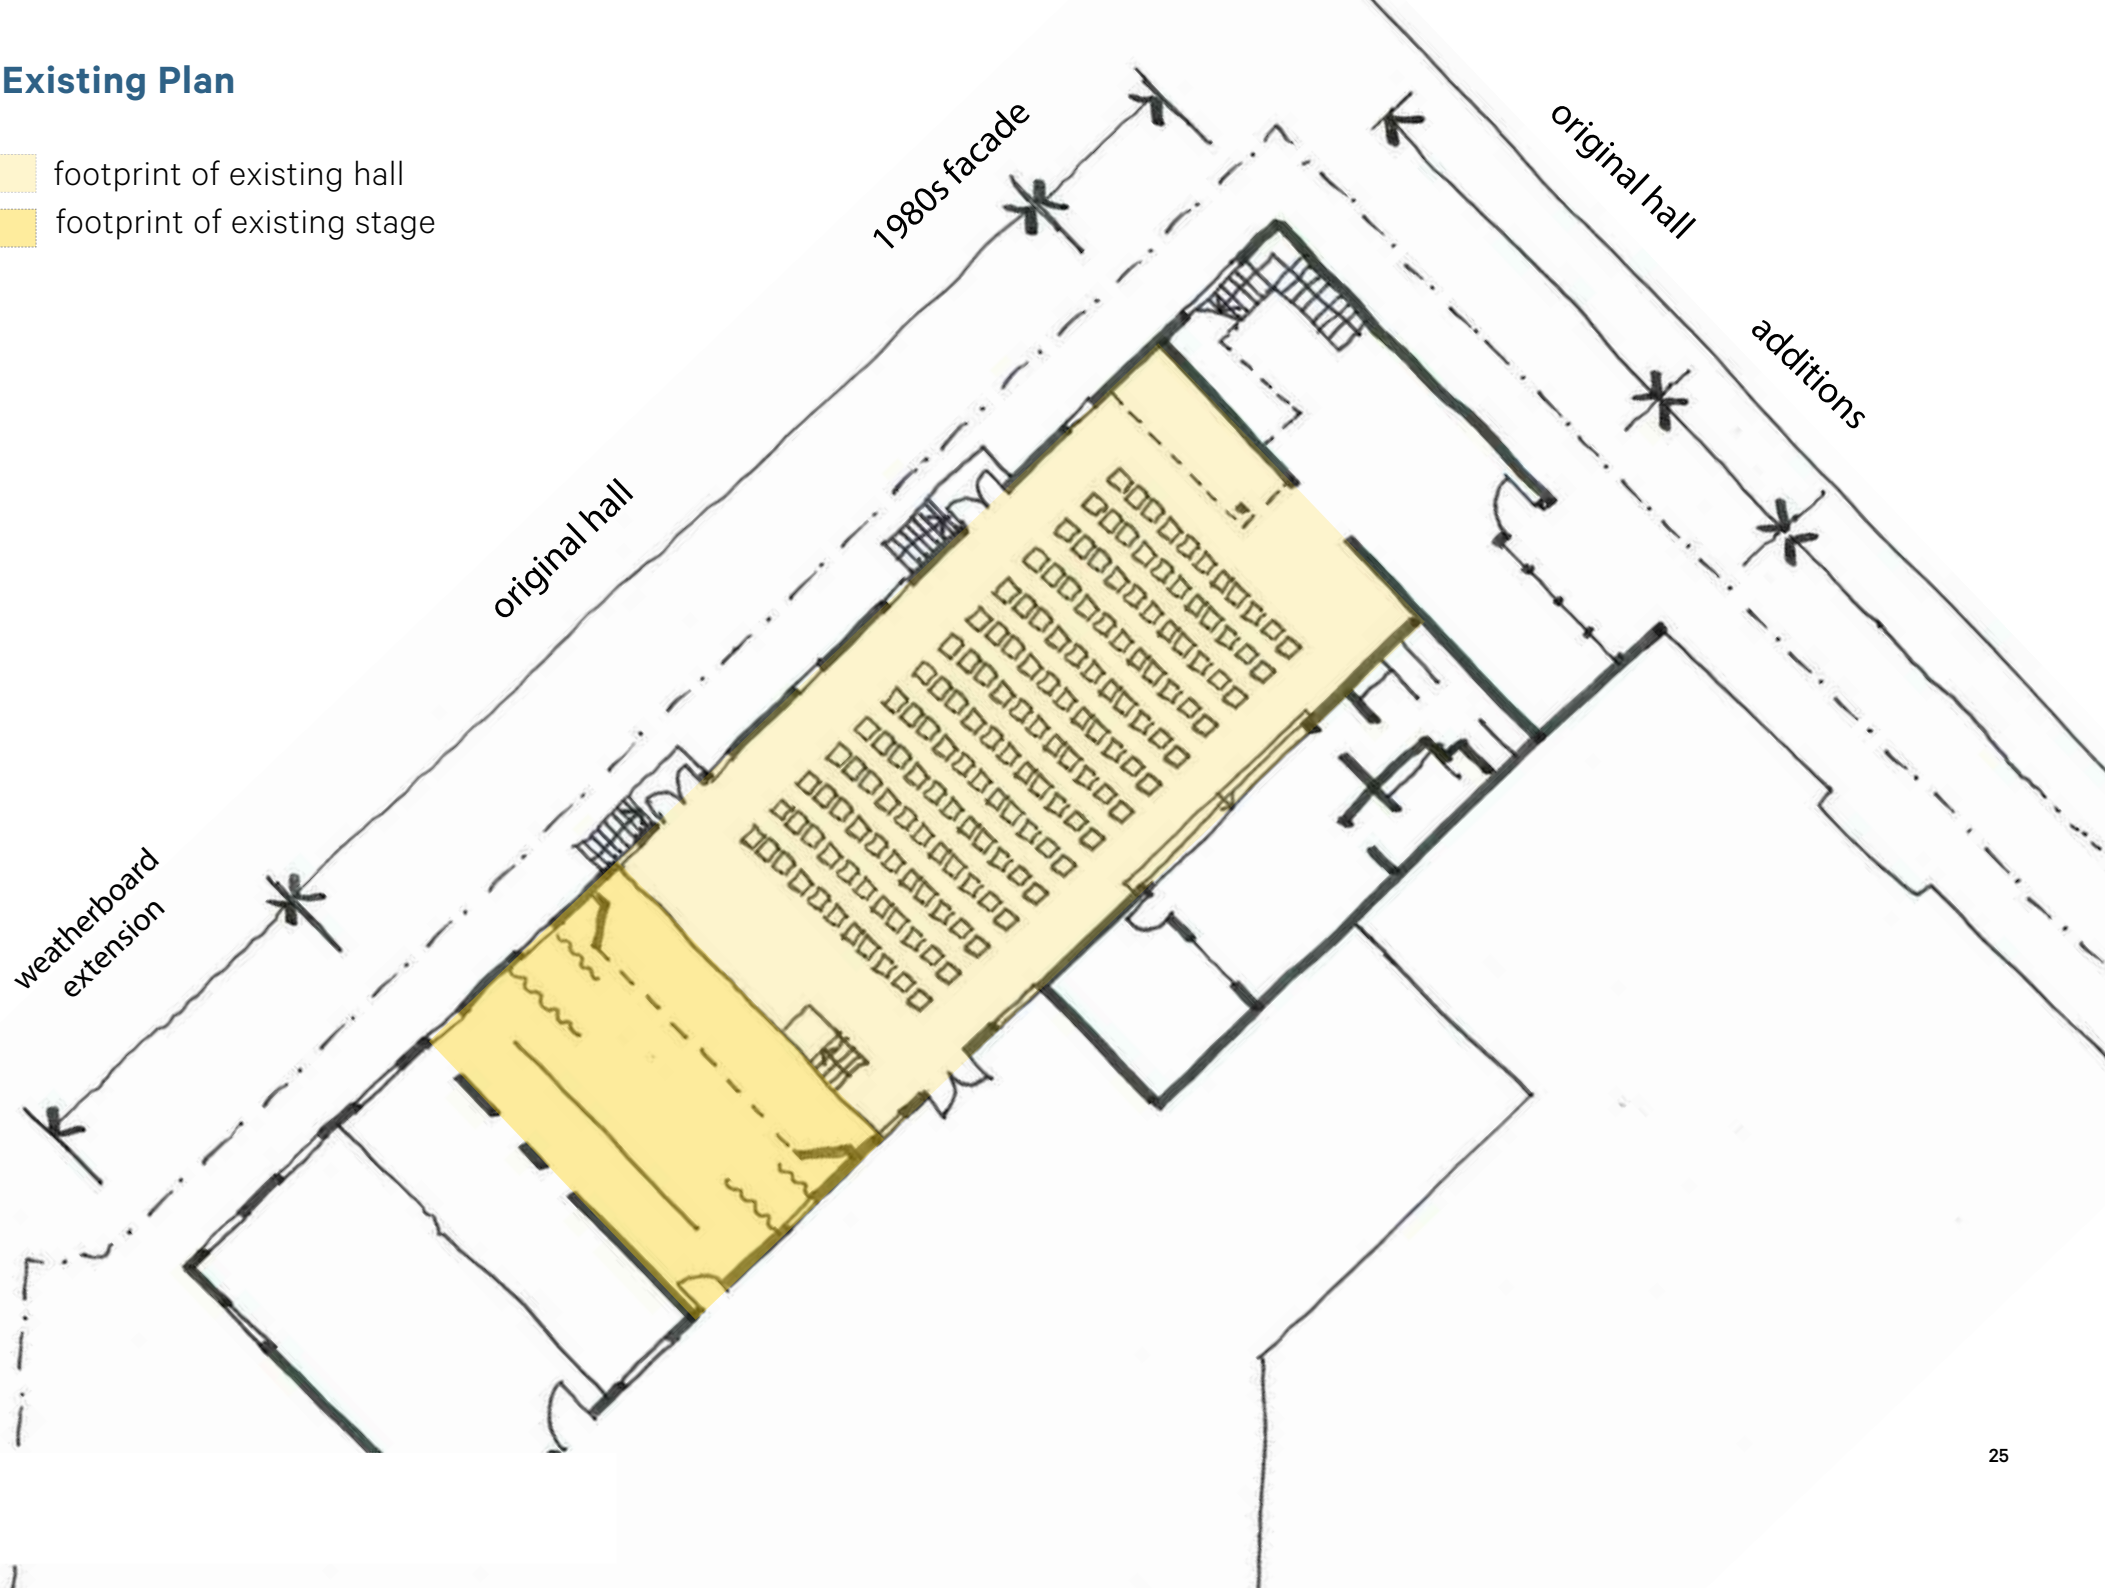 Existing Plan
footprint of existing hall
footprint of existing stage
1980s facade
original hall
additions
original hall
weatherboard
extension
25